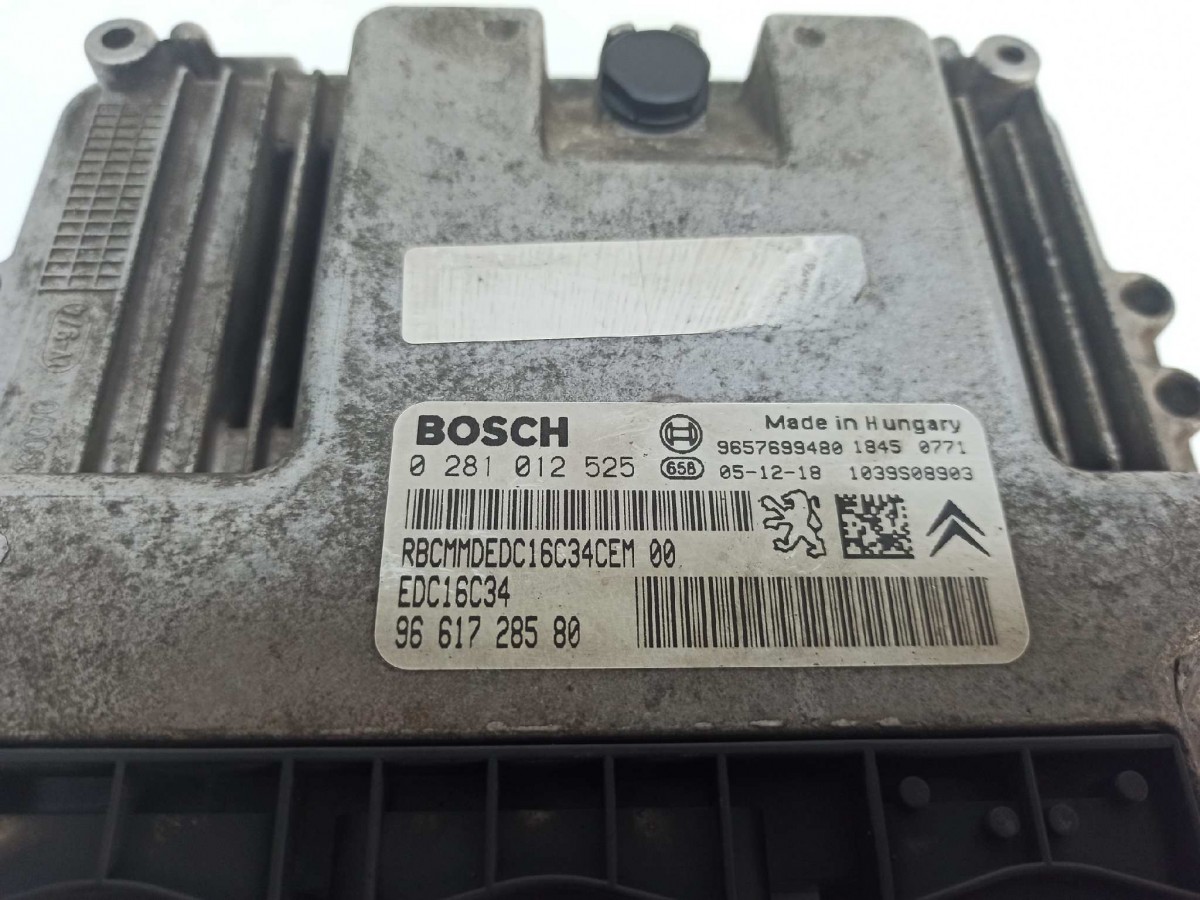 BOSCH
Made in Hungary
9657699480 1845 0771
0 281 012 525 658 05-12-18 1039S08903
RBCMMDEDC16C34CEM 00
EDC16C34
96 617 285 80